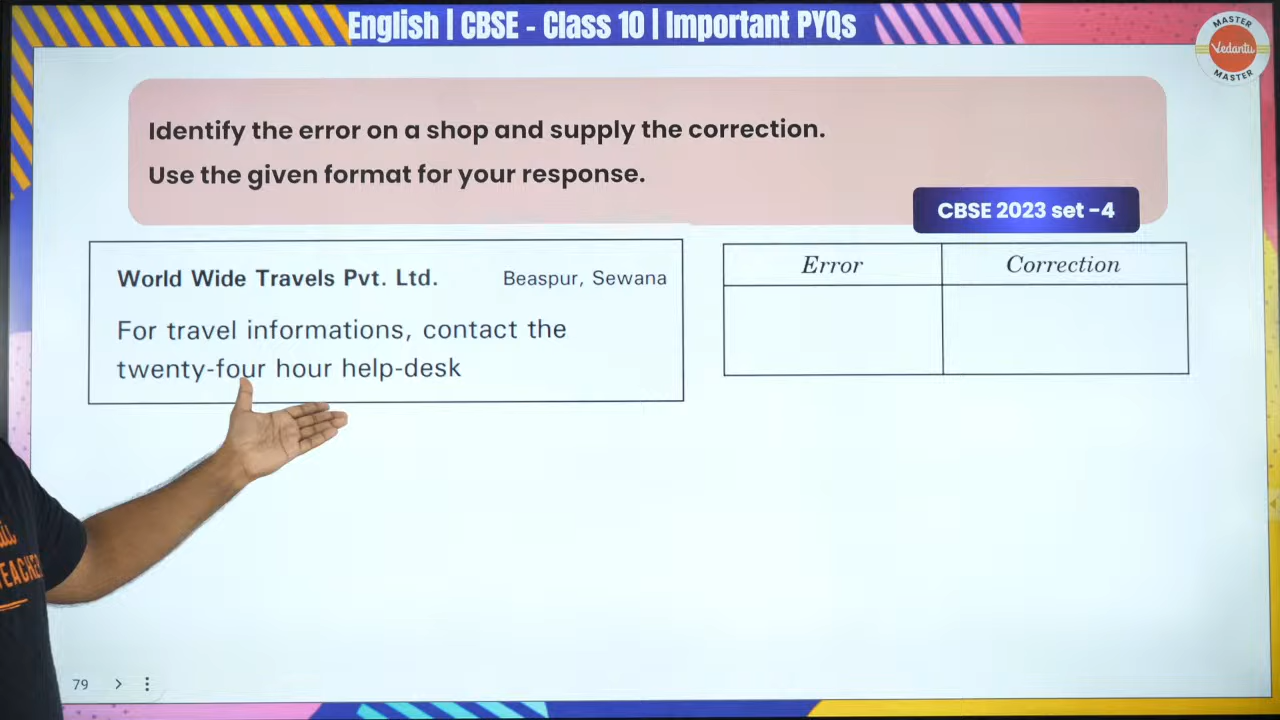 English | CBSE - Class 10 | Important PYQs
MASTER
Vedantu
MASTER
Identify the error on a shop and supply the correction.
Use the given format for your response.
CBSE 2023 set -4
World Wide Travels Pvt. Ltd. Beaspur, Sewana
For travel informations, contact the
twenty-four hour help-desk
Error Correction
79